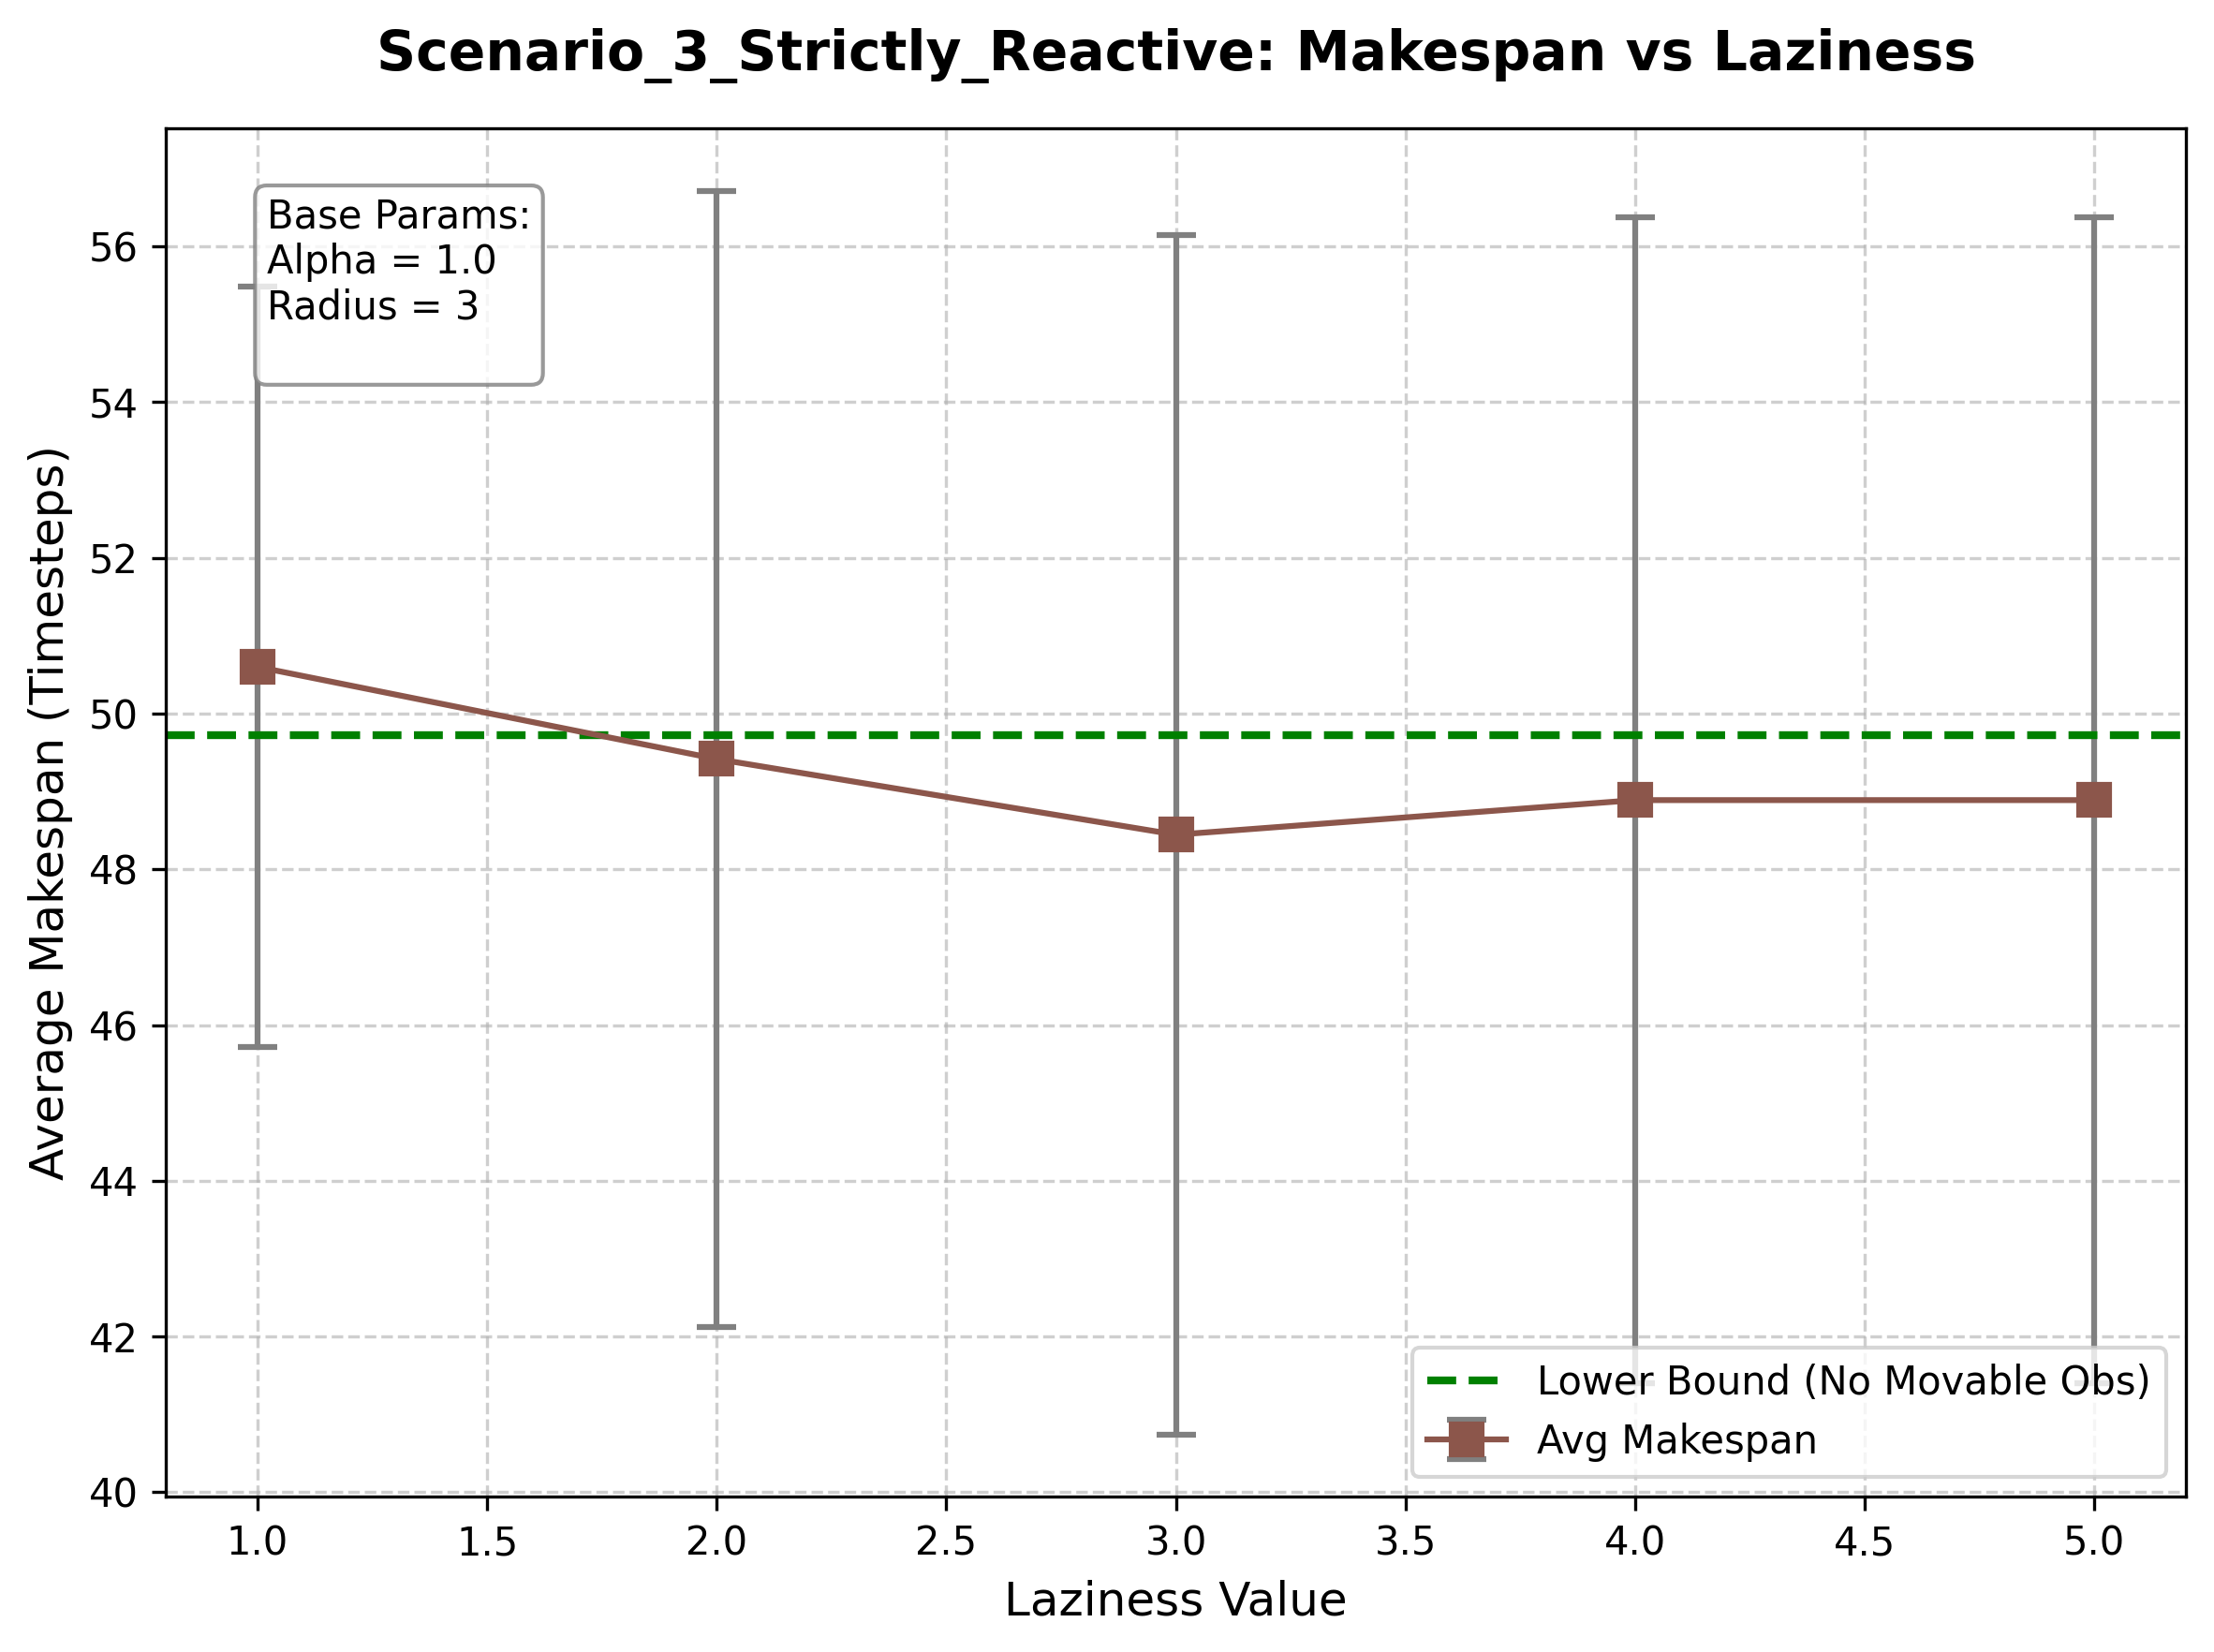 Scenario_3_Strictly_Reactive: Makespan vs Laziness
Base Params:
Alpha = 1.0
Radius = 3
Average Makespan (Timesteps)
56
54
52
50
48
46
44
42
40
Lower Bound (No Movable Obs)
Avg Makespan
1.0 1.5 2.0 2.5 3.0 3.5 4.0 4.5 5.0
Laziness Value